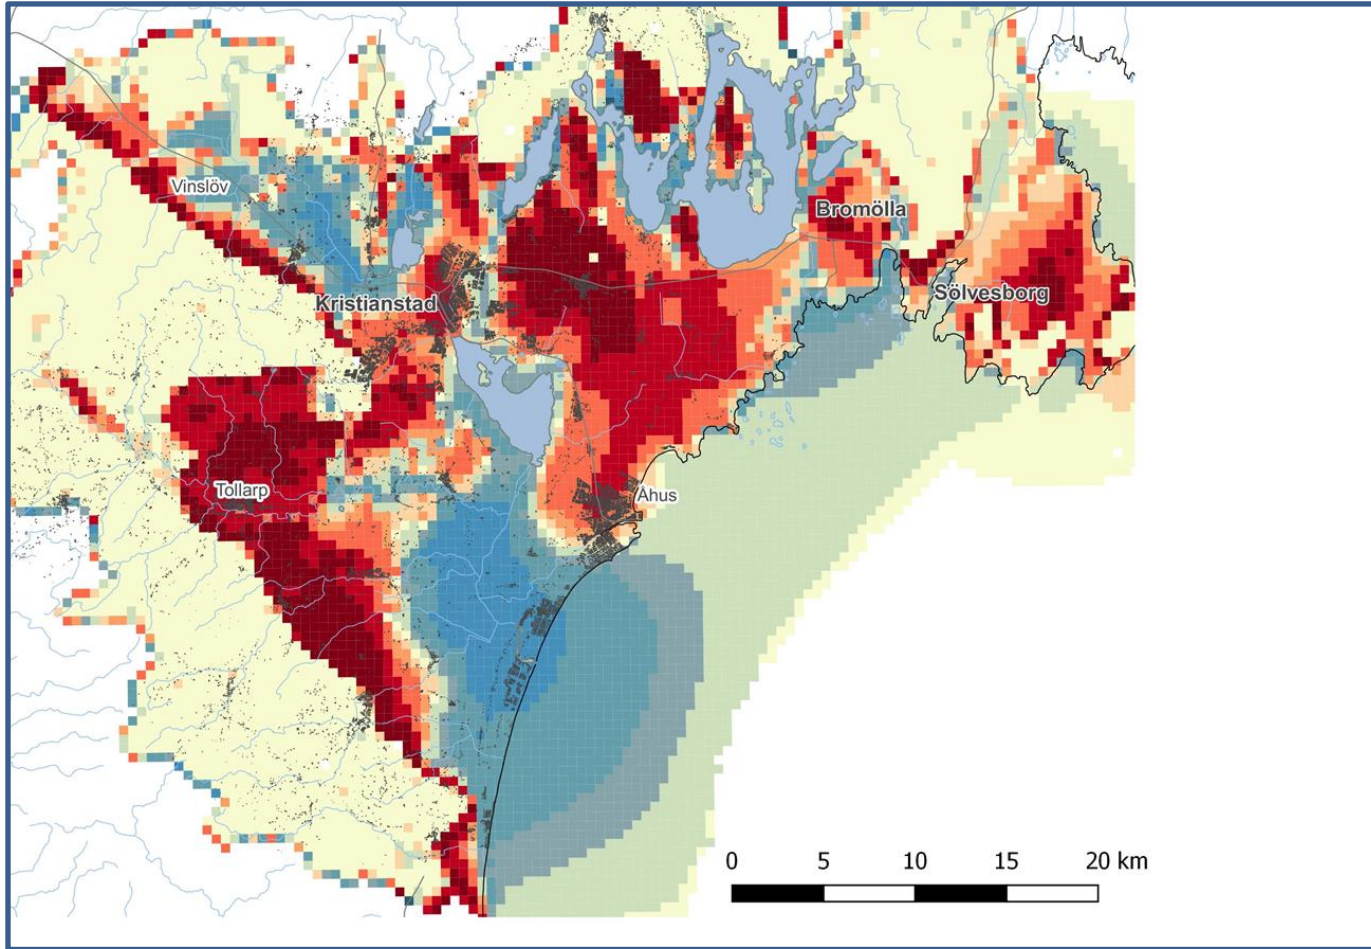 Vinslöv
Bromölla
Kristianstad
Sölvesborg
Tollarp
Åhus
0 5 10 15 20 km